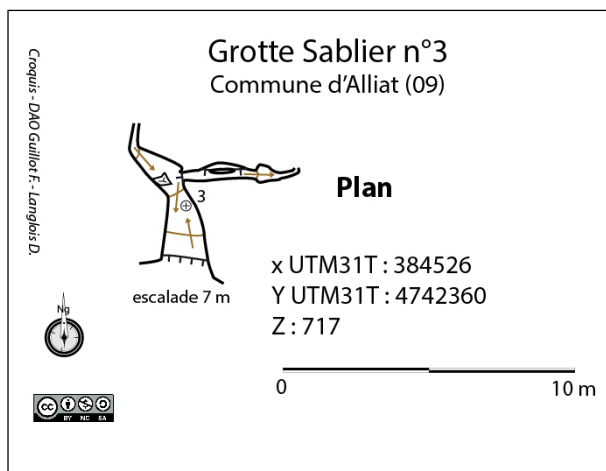 Grotte Sablier n°3
Commune d'Alliat (09)
Croquis - DAO Guillot F. - Langlois D.
3
Plan
escalade 7 m
x UTM31T : 384526
Y UTM31T : 4742360
Z : 717
Ng
0 10 m
cc
BY NC SA